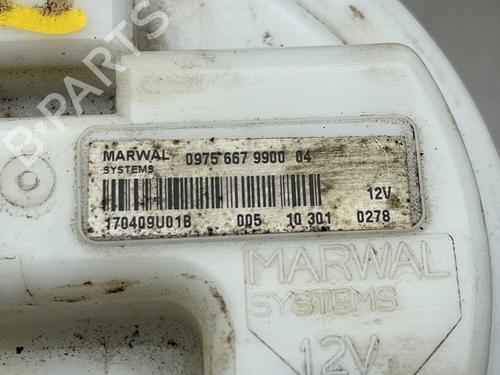 B-PARTS
MARWAL 0975 667 9900 04
SYSTEMS
12V
170409U01B 005 10 301 0278
MARWAL
SYSTEMS
12V